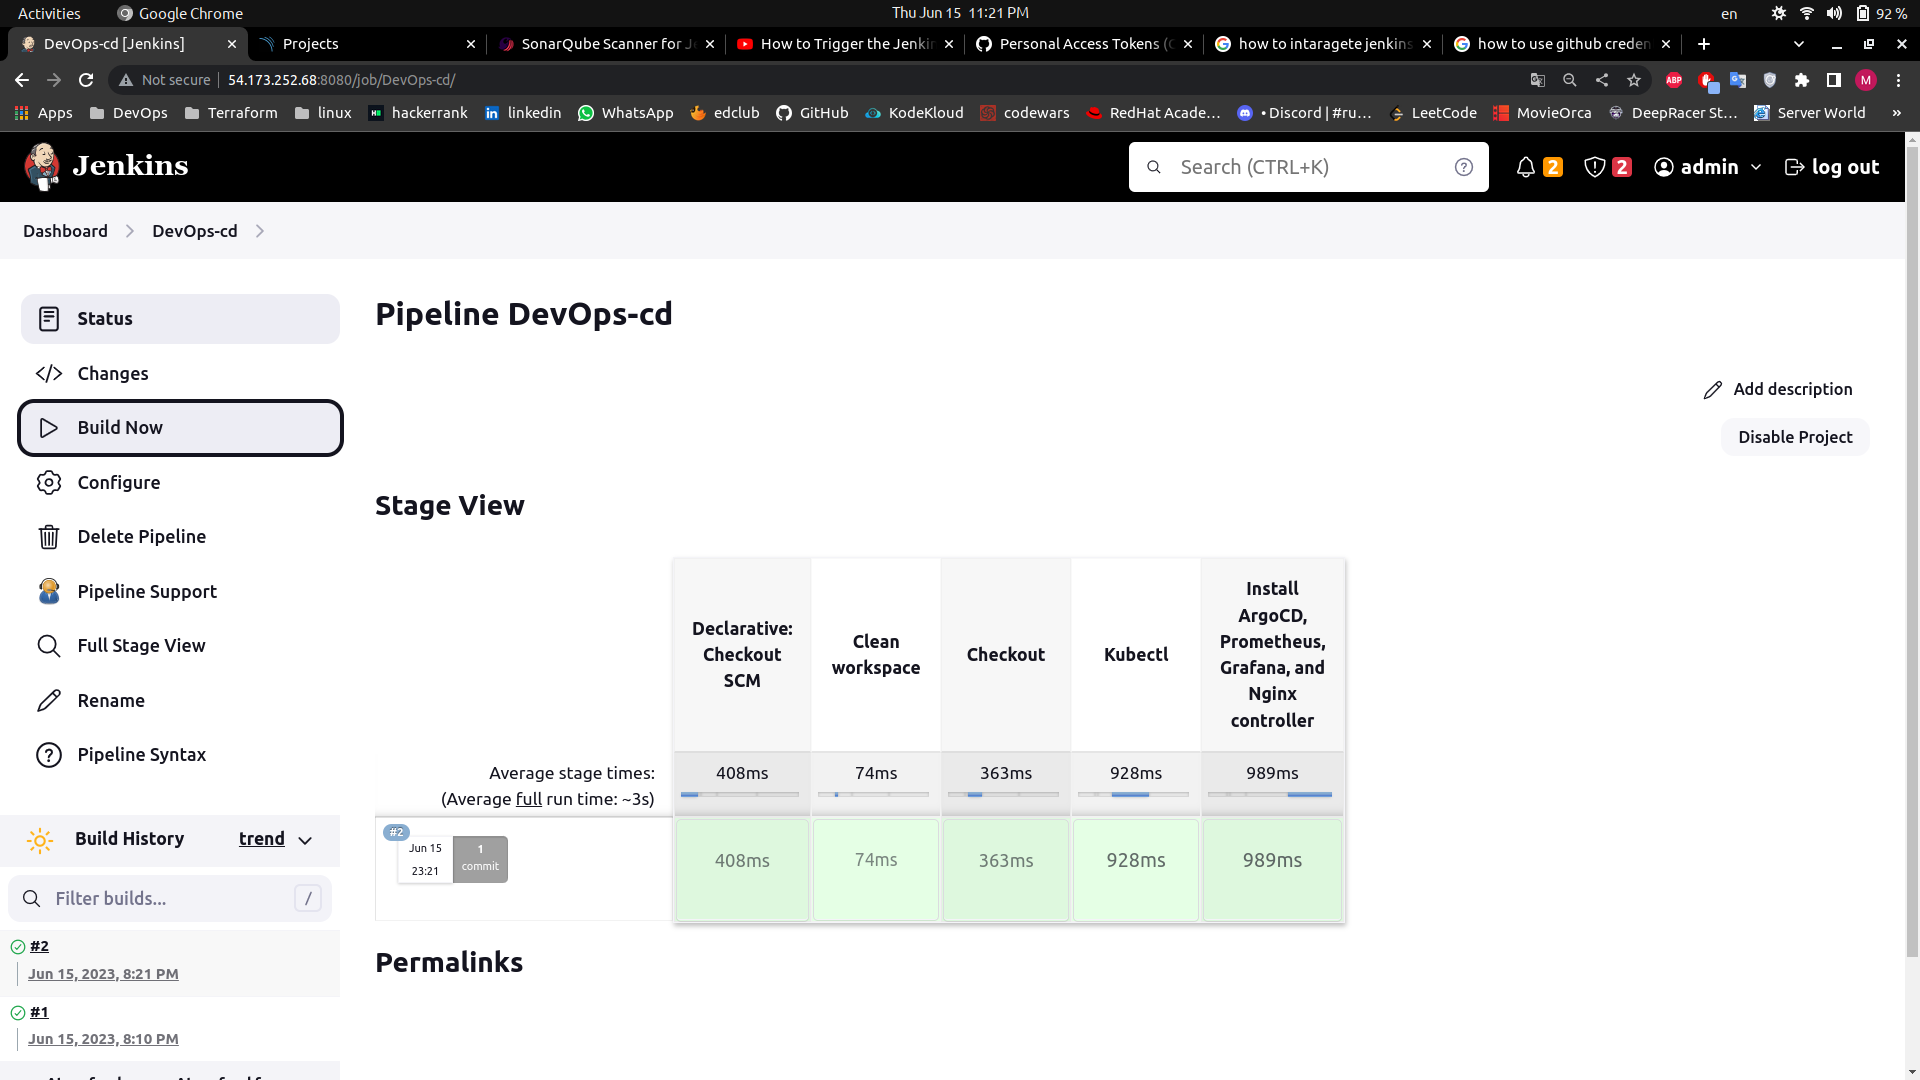 Activities
Google Chrome
Thu Jun 15 11:21 PM
en
92 %
DevOps-cd [Jenkins]
Projects
SonarQube Scanner for Je
How to Trigger the Jenkin
Personal Access Tokens (C
how to intaragete jenkins
how to use github creden
Not secure
54.173.252.68:8080/job/DevOps-cd/
ABP
M
Apps
DevOps
Terraform
linux
hackerrank
linkedin
WhatsApp
edclub
GitHub
KodeKloud
codewars
RedHat Acade...
• Discord | #ru...
LeetCode
MovieOrca
DeepRacer St...
Server World
»
Jenkins
Search (CTRL+K)
2
2
admin
log out
Dashboard
DevOps-cd
Status
Changes
Build Now
Configure
Delete Pipeline
Pipeline Support
Full Stage View
Rename
Pipeline Syntax
Pipeline DevOps-cd
Add description
Disable Project
Stage View
Declarative:
Checkout
SCM
Clean
workspace
Checkout
Kubectl
Install
ArgoCD,
Prometheus,
Grafana, and
Nginx
controller
Average stage times:
(Average full run time: ~3s)
408ms
74ms
363ms
928ms
989ms
#2
Jun 15
23:21
1
commit
408ms
74ms
363ms
928ms
989ms
Permalinks
Build History
trend
Filter builds...
/
#2
Jun 15, 2023, 8:21 PM
#1
Jun 15, 2023, 8:10 PM